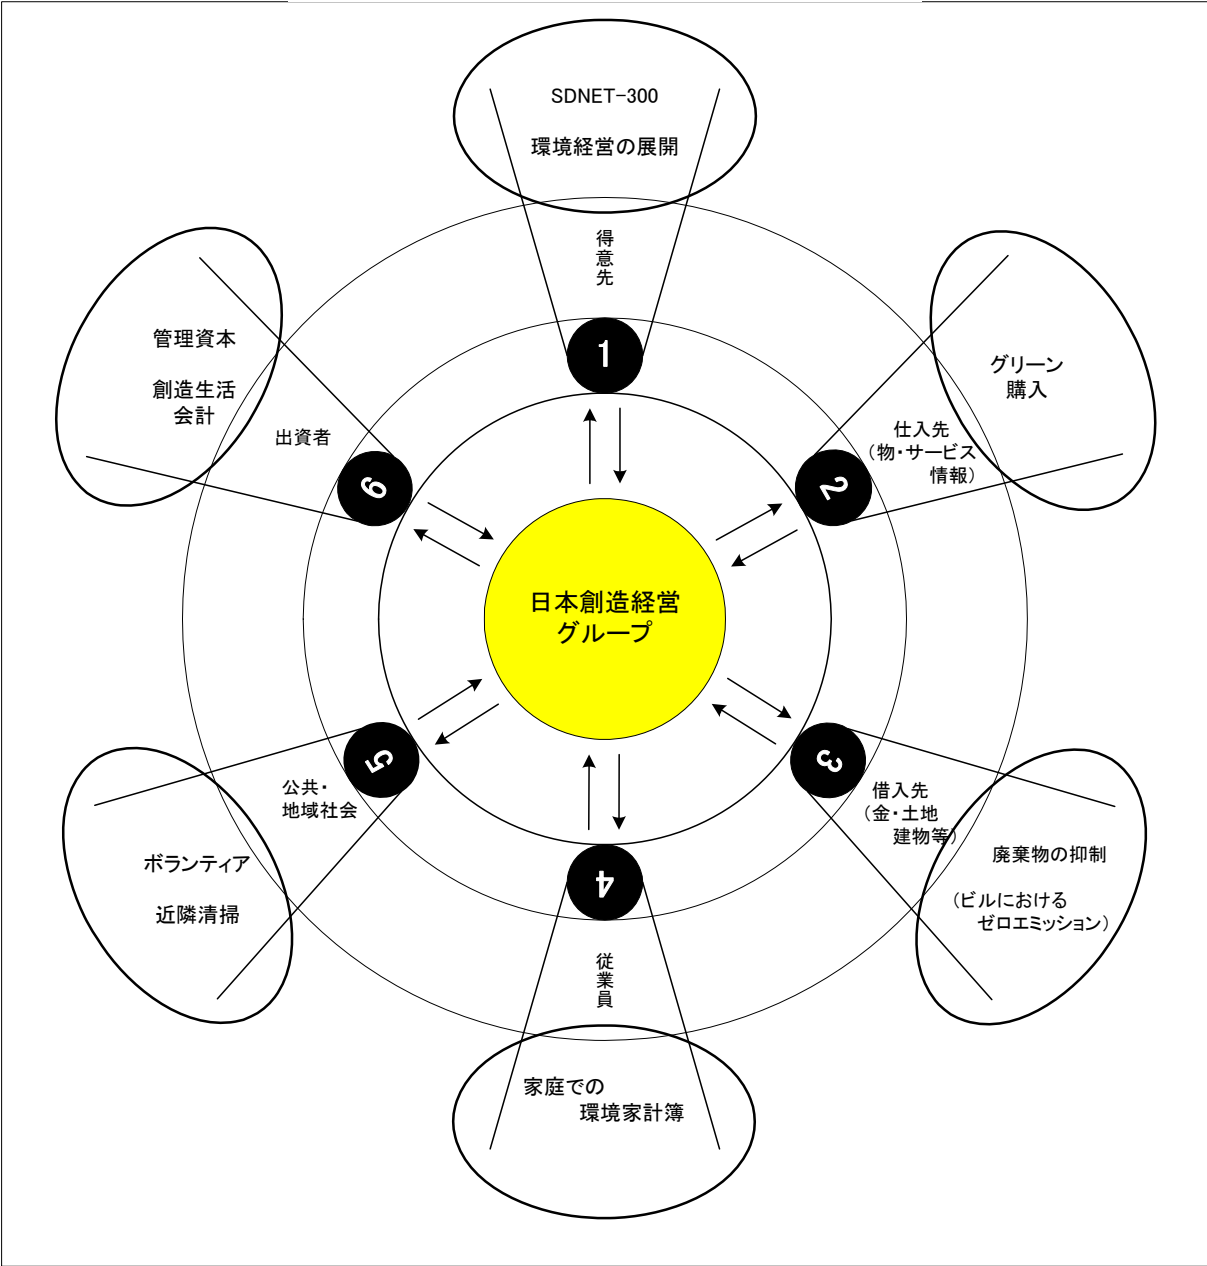 SDNET-300
環境経営の展開
得意先
1
グリーン
購入
仕入先
（物・サービス
情報）
2
借入先
（金・土地
建物等）
3
廃棄物の抑制
（ビルにおける
ゼロエミッション）
4
従業員
家庭での
環境家計簿
5
公共・
地域社会
ボランティア
近隣清掃
6
出資者
管理資本
創造生活
会計
日本創造経営
グループ